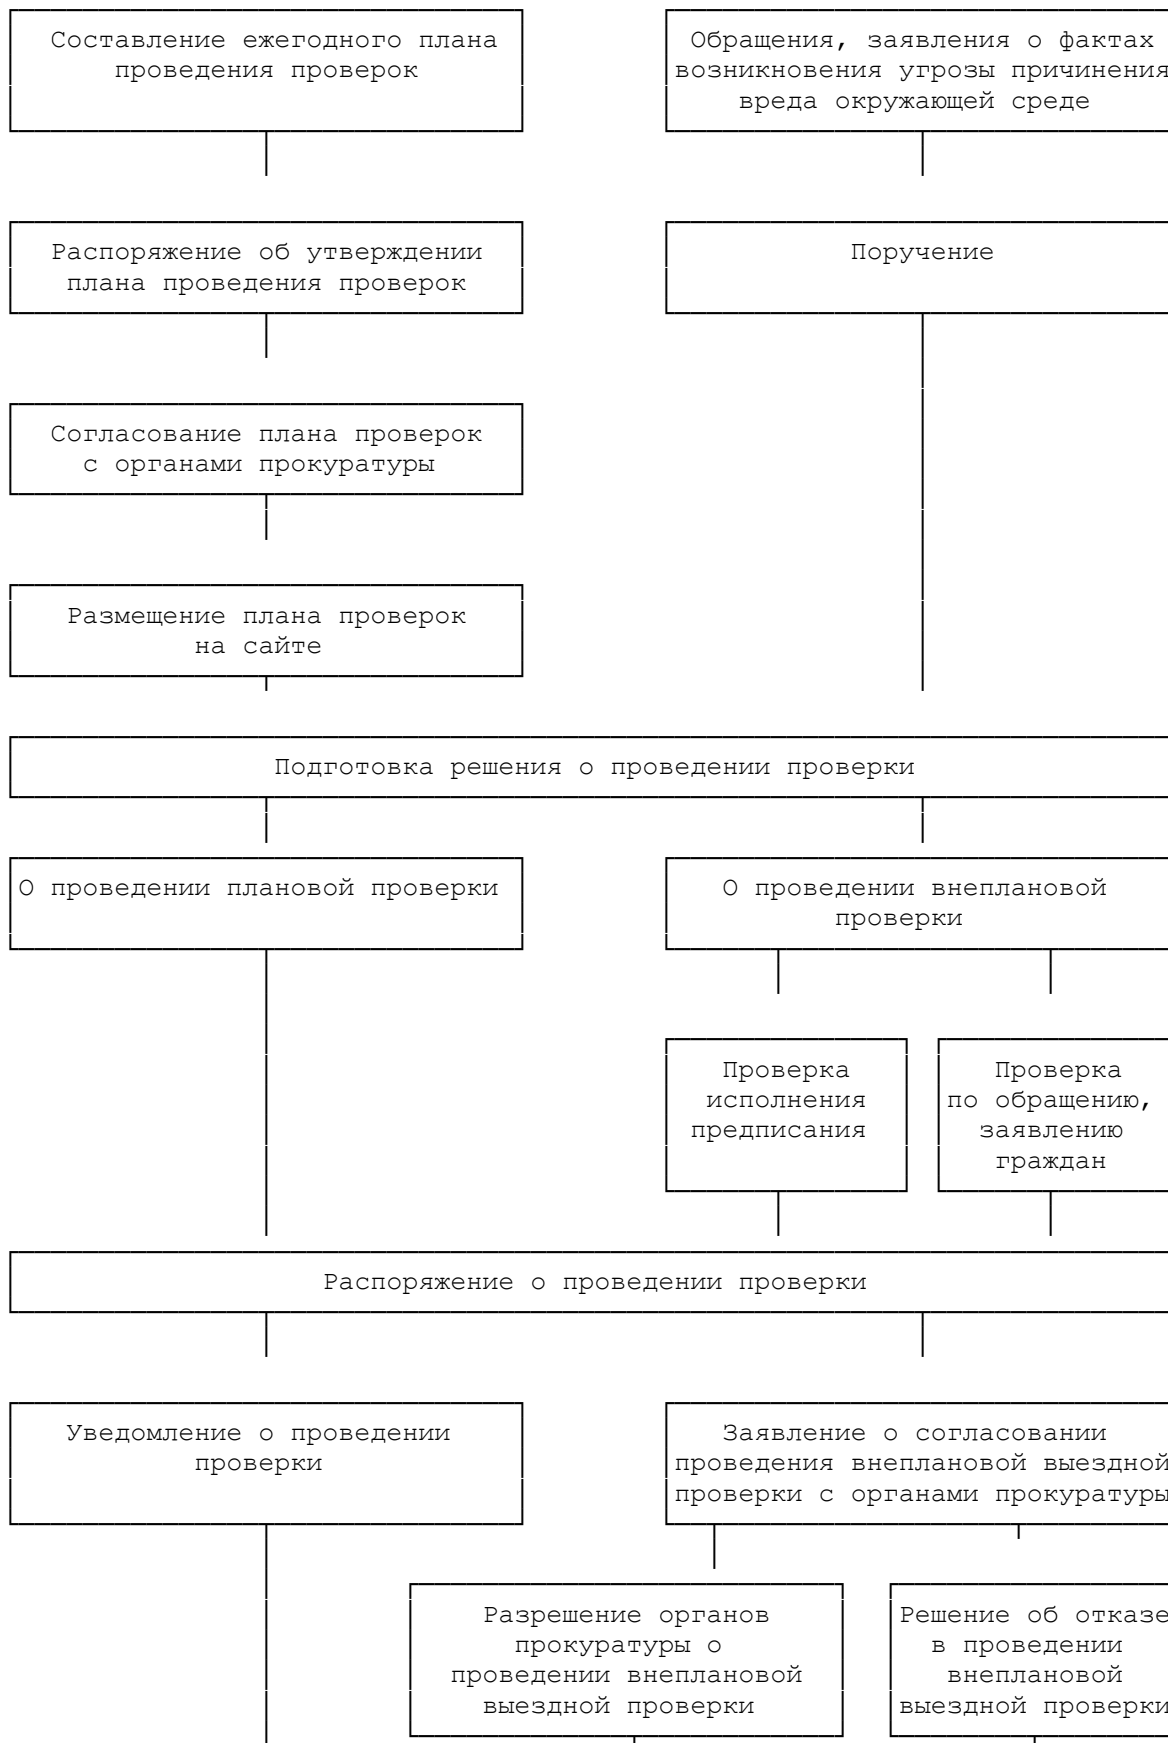 Составление ежегодного плана
проведения проверок
Обращения, заявления о фактах
возникновения угрозы причинения
вреда окружающей среде
Распоряжение об утверждении
плана проведения проверок
Поручение
Согласование плана проверок
с органами прокуратуры
Размещение плана проверок
на сайте
Подготовка решения о проведении проверки
О проведении плановой проверки
О проведении внеплановой
проверки
Проверка
исполнения
предписания
Проверка
по обращению,
заявлению
граждан
Распоряжение о проведении проверки
Уведомление о проведении
проверки
Заявление о согласовании
проведения внеплановой выездной
проверки с органами прокуратуры
Разрешение органов
прокуратуры о
проведении внеплановой
выездной проверки
Решение об отказе
в проведении
внеплановой
выездной проверки